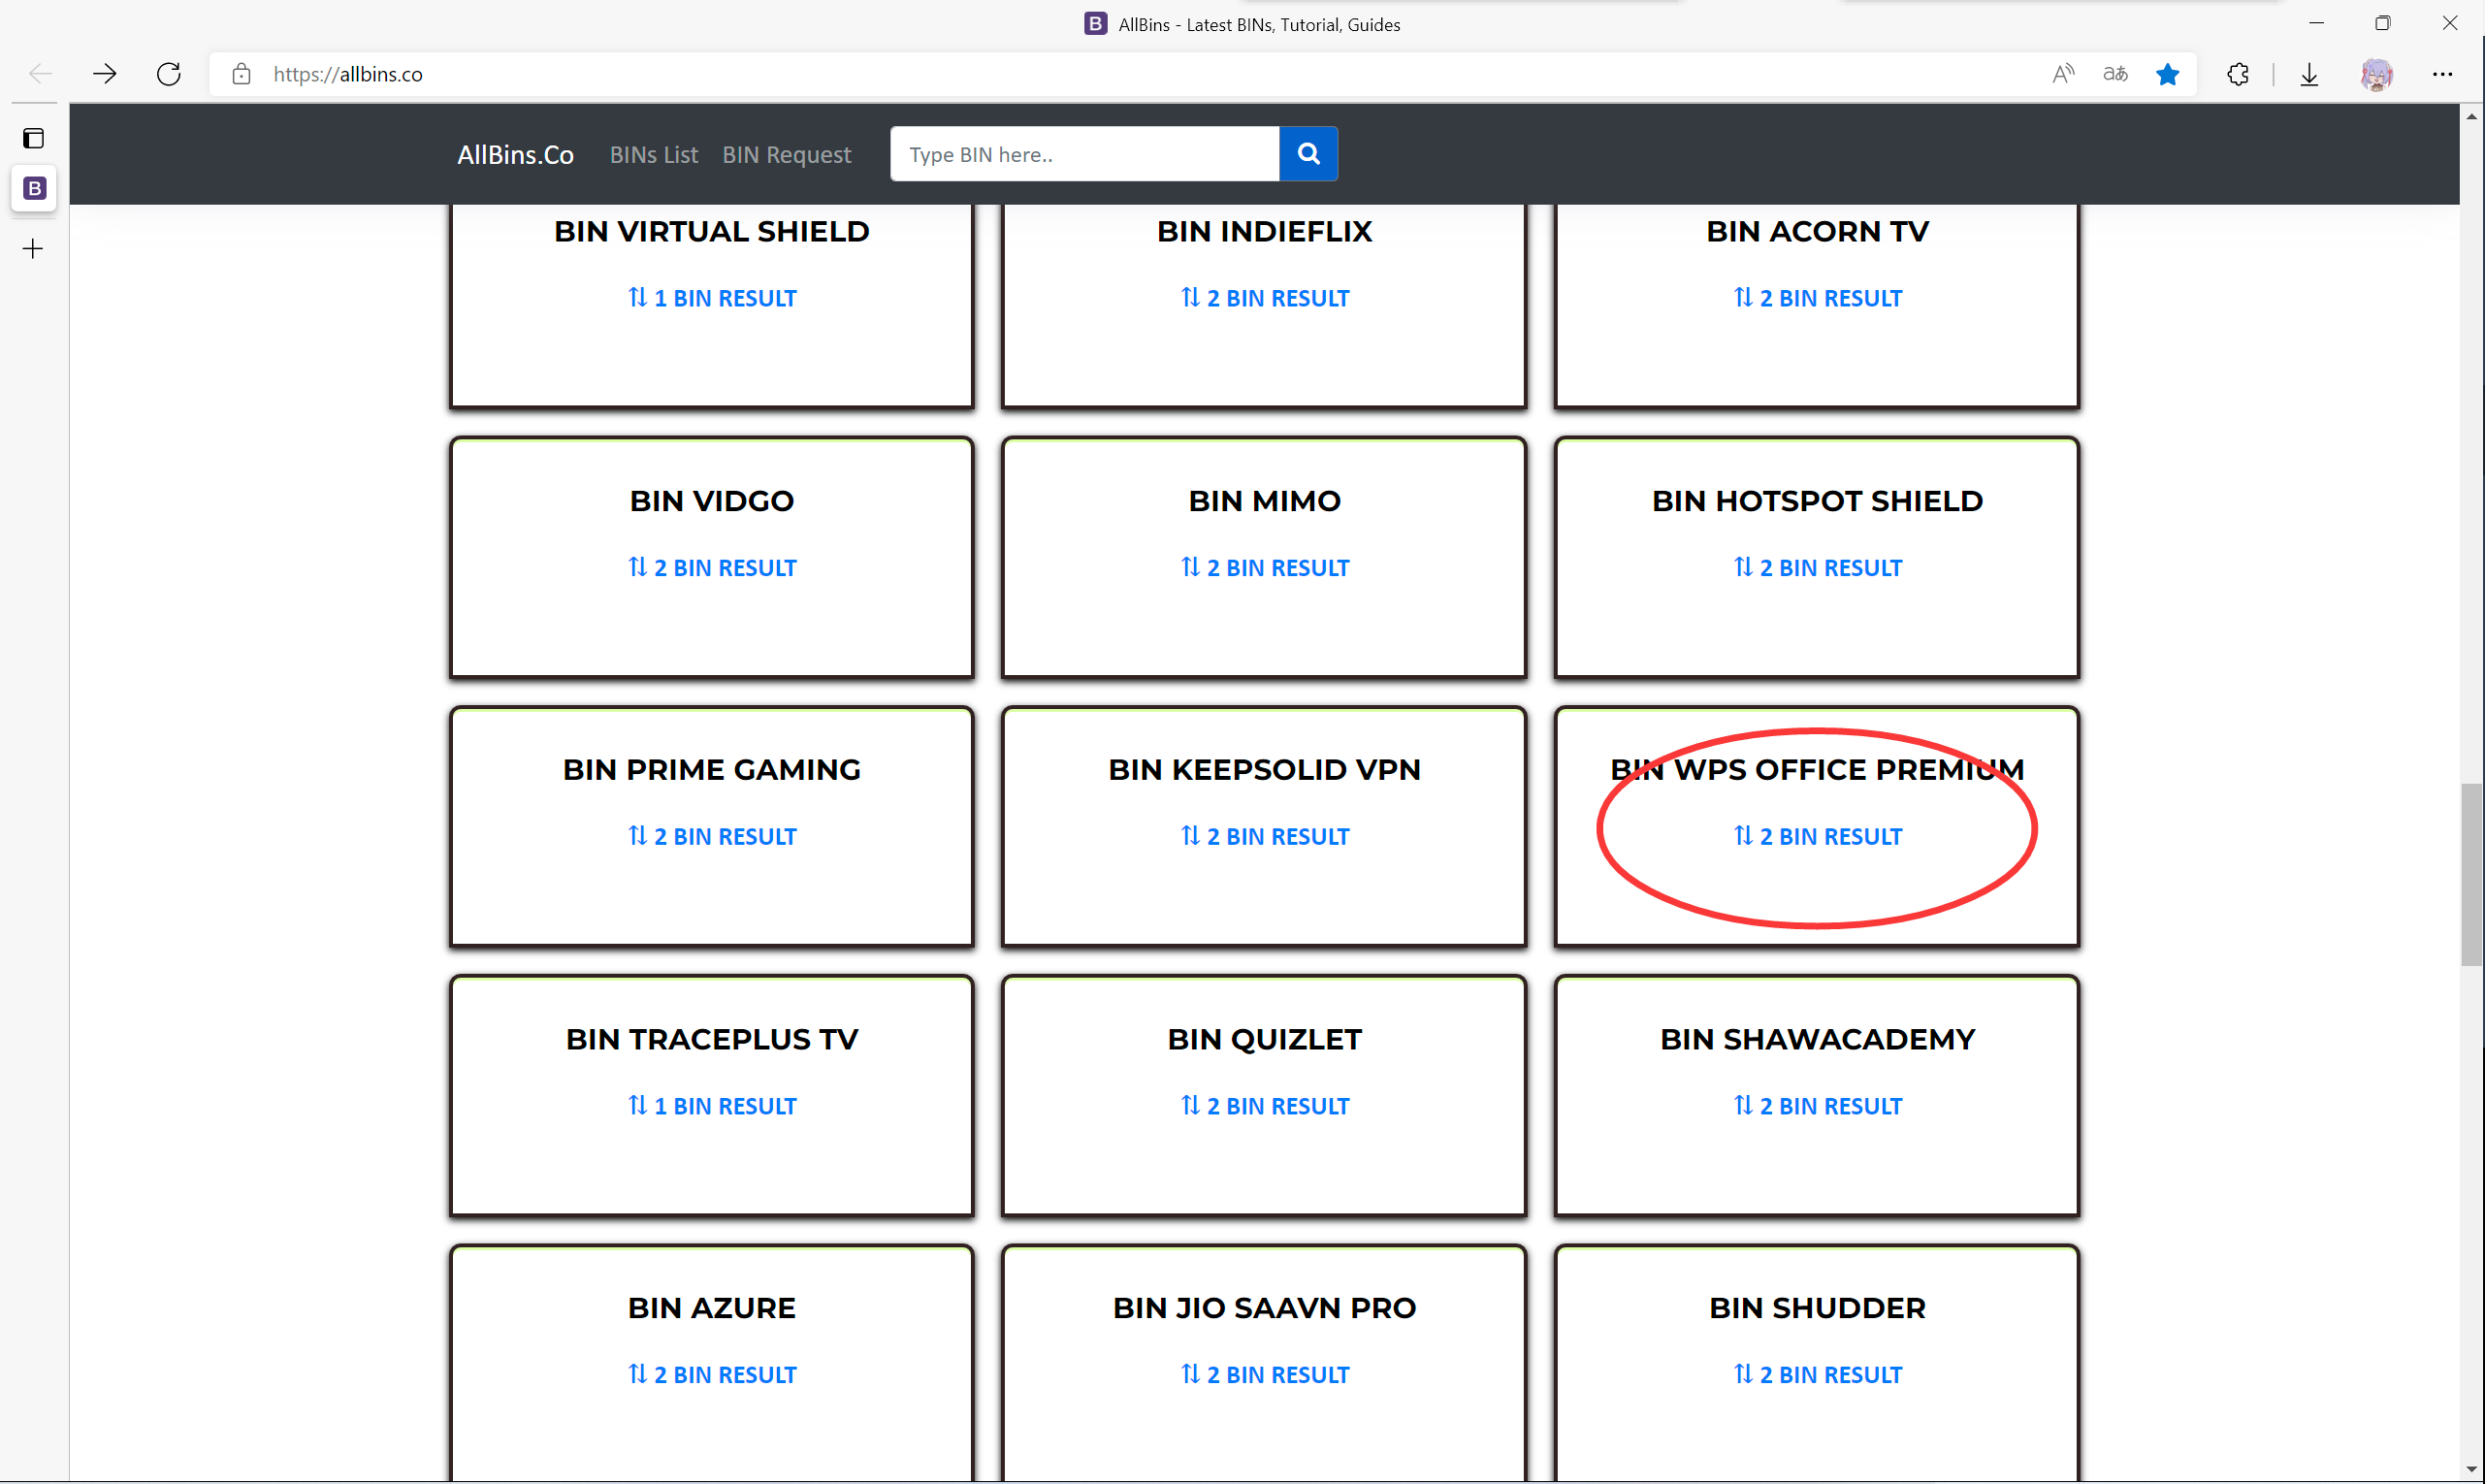 AllBins - Latest BINs, Tutorial, Guides
https://allbins.co
AllBins.Co BINs List BIN Request Type BIN here..
BIN VIRTUAL SHIELD
1 BIN RESULT
BIN INDIEFLIX
2 BIN RESULT
BIN ACORN TV
2 BIN RESULT
BIN VIDGO
2 BIN RESULT
BIN MIMO
2 BIN RESULT
BIN HOTSPOT SHIELD
2 BIN RESULT
BIN PRIME GAMING
2 BIN RESULT
BIN KEEPSOLID VPN
2 BIN RESULT
BIN WPS OFFICE PREMIUM
2 BIN RESULT
BIN TRACEPLUS TV
1 BIN RESULT
BIN QUIZLET
2 BIN RESULT
BIN SHAWACADEMY
2 BIN RESULT
BIN AZURE
2 BIN RESULT
BIN JIO SAAVN PRO
2 BIN RESULT
BIN SHUDDER
2 BIN RESULT